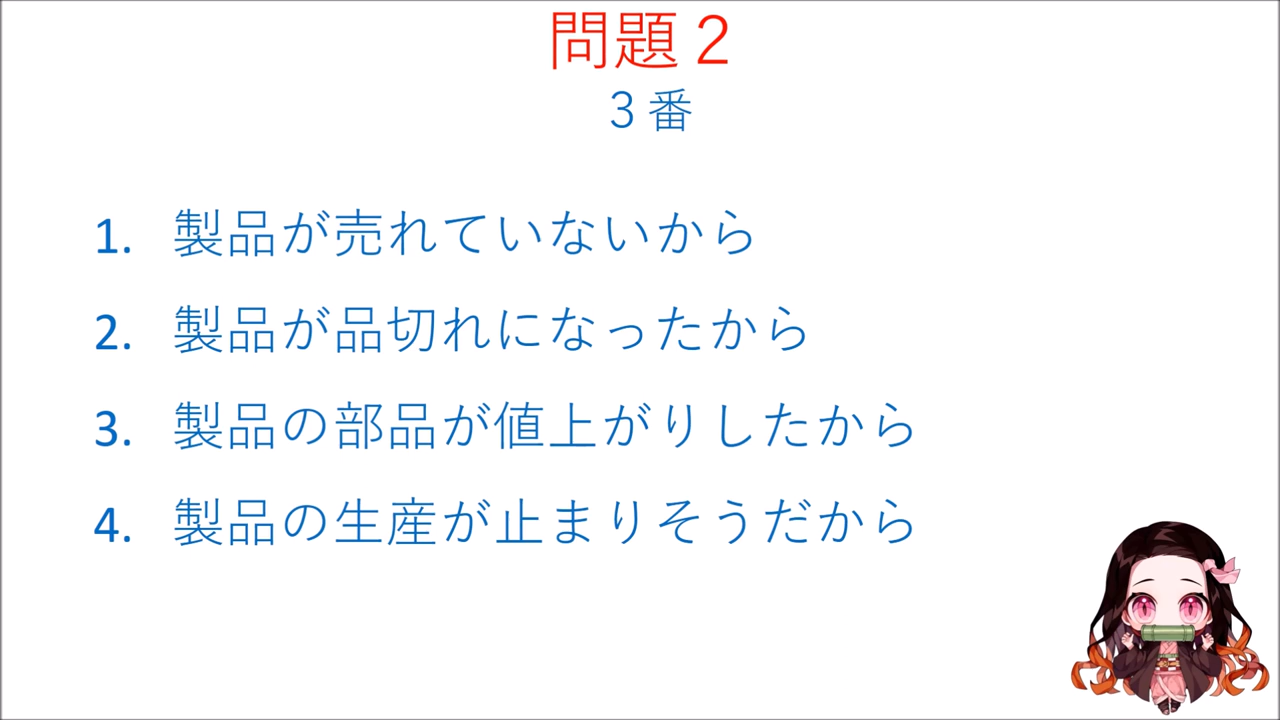 問題２
３番
1. 製品が売れていないから
2. 製品が品切れになったから
3. 製品の部品が値上がりしたから
4. 製品の生産が止まりそうだから